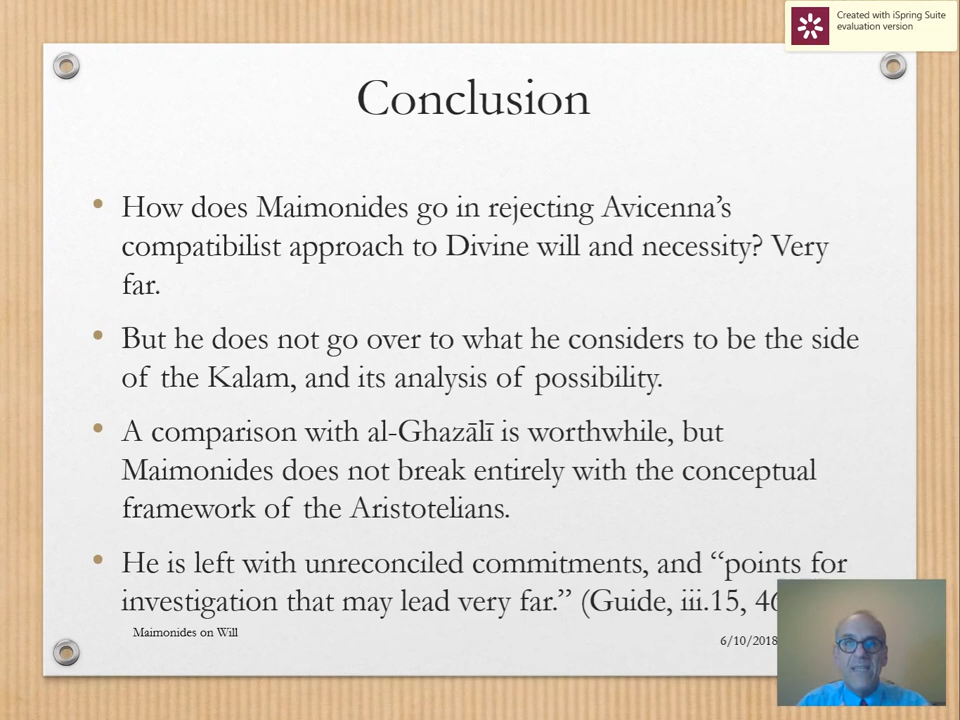 Created with iSpring Suite
evaluation version
Conclusion
• How does Maimonides go in rejecting Avicenna’s
compatibilist approach to Divine will and necessity? Very
far.
• But he does not go over to what he considers to be the side
of the Kalam, and its analysis of possibility.
• A comparison with al-Ghazālī is worthwhile, but
Maimonides does not break entirely with the conceptual
framework of the Aristotelians.
• He is left with unreconciled commitments, and “points for
investigation that may lead very far.” (Guide, iii.15,
Maimonides on Will
6/10/2018